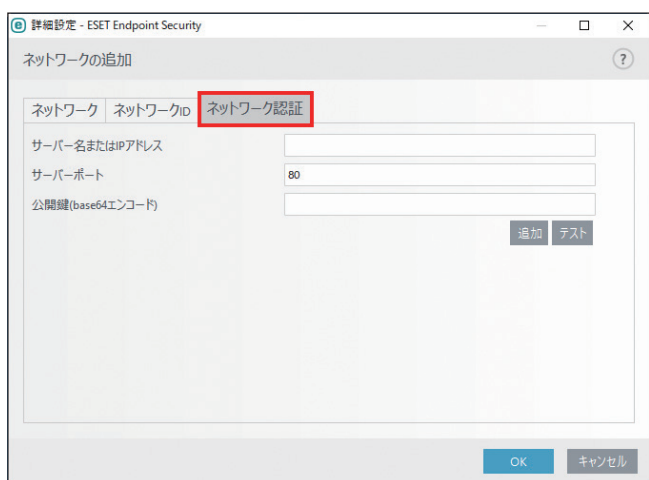 詳細設定 - ESET Endpoint Security
ネットワークの追加
?
ネットワーク ネットワークID ネットワーク認証
サーバー名またはIPアドレス
サーバーポート 80
公開鍵(base64エンコード)
追加 テスト
OK キャンセル